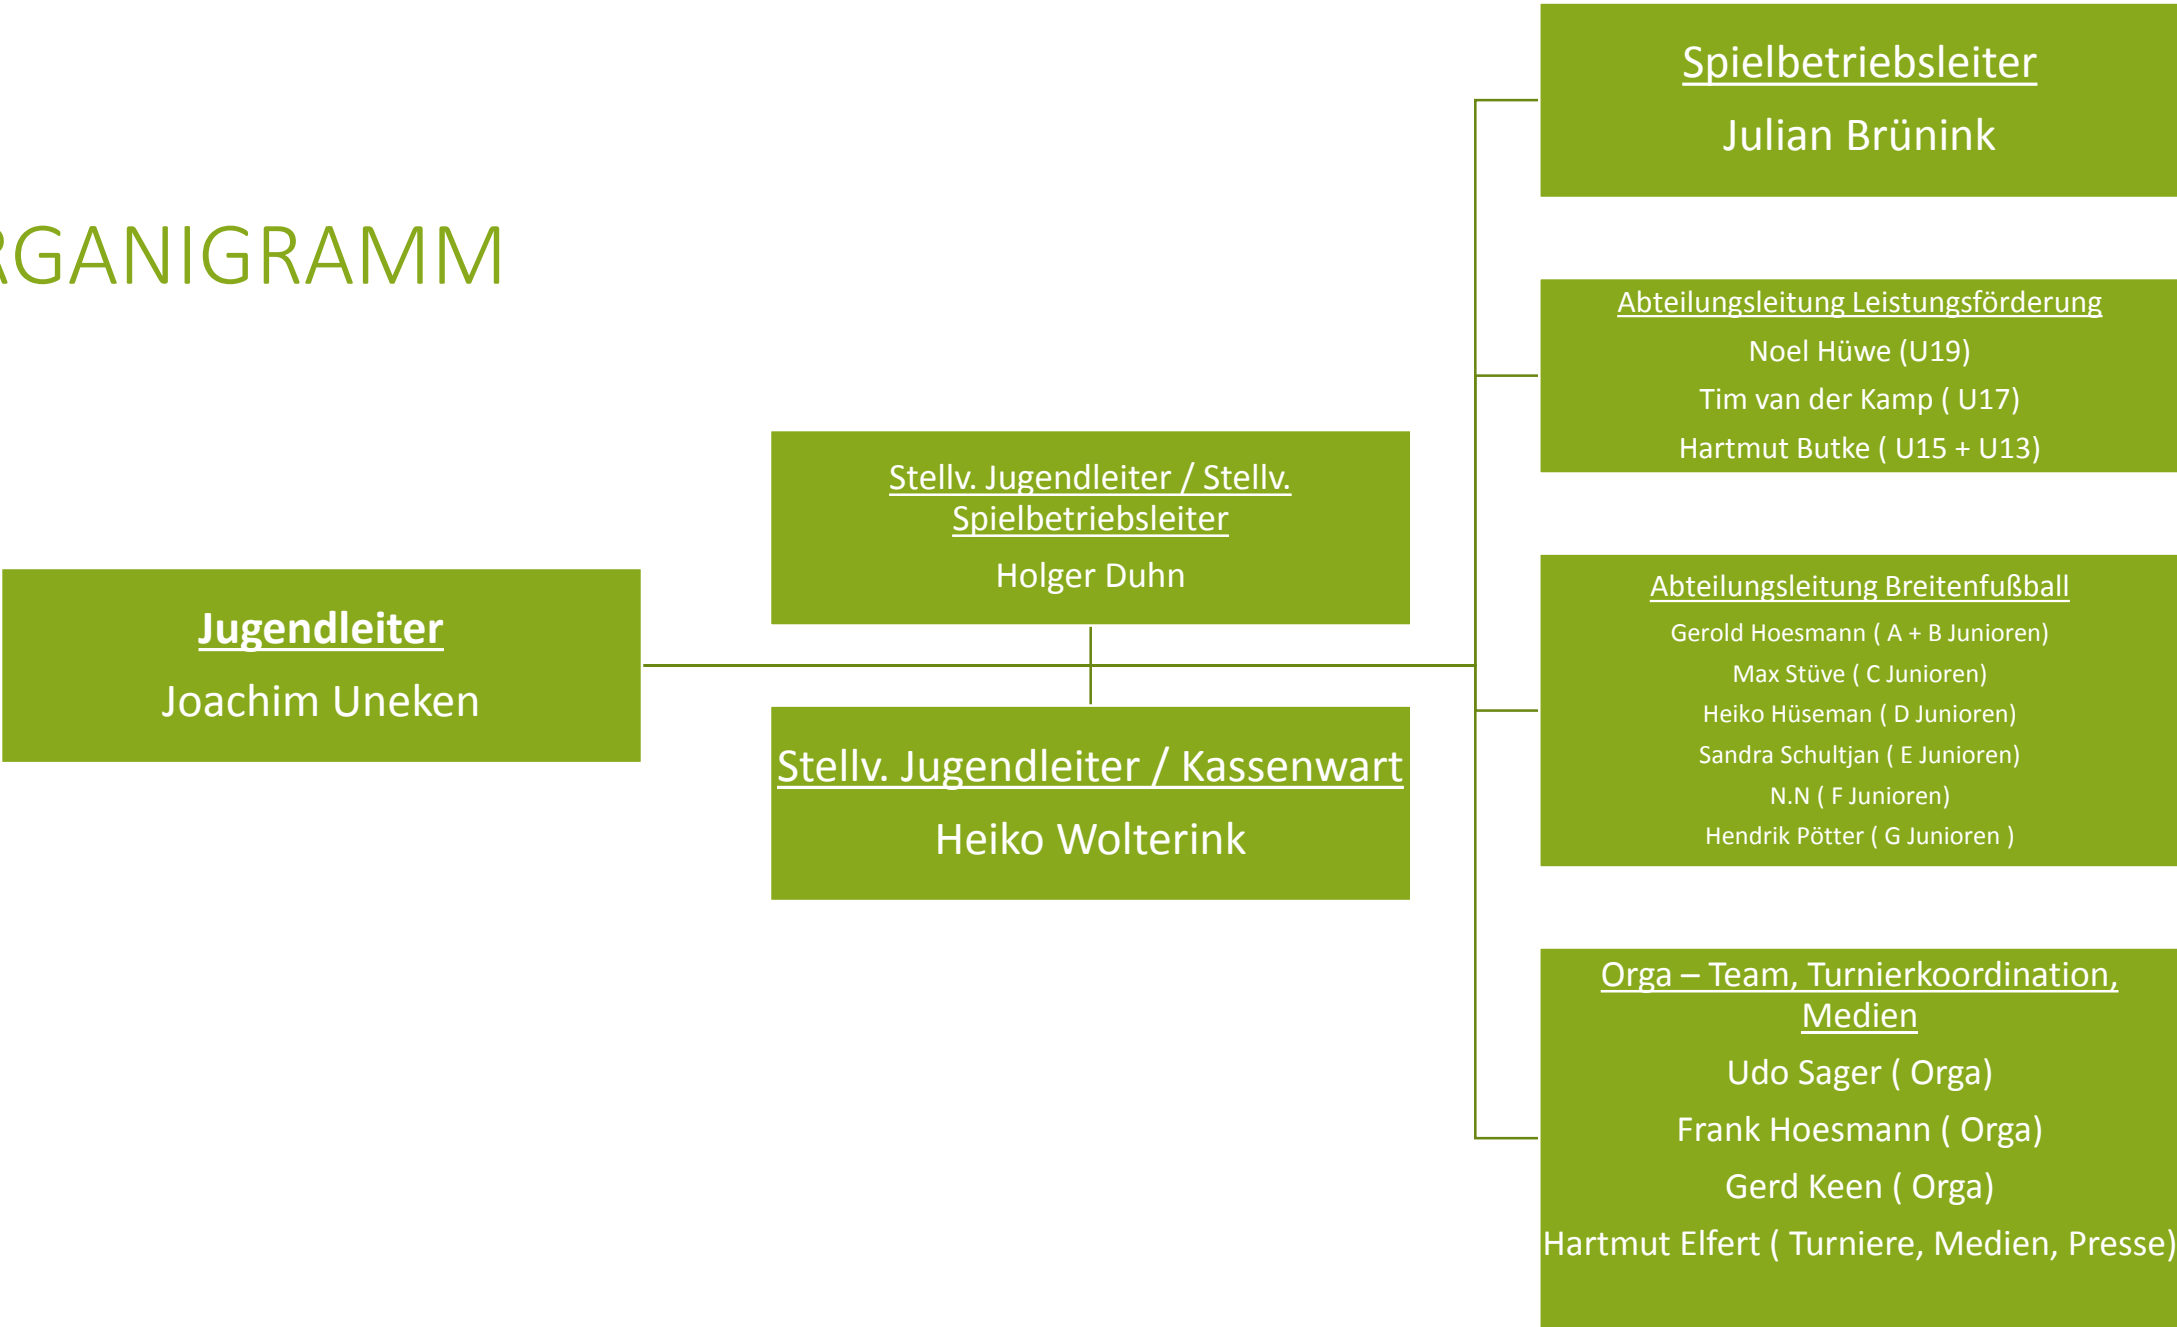 RGANIGRAMM
Jugendleiter
Joachim Uneken
Stellv. Jugendleiter / Stellv.
Spielbetriebsleiter
Holger Duhn
Stellv. Jugendleiter / Kassenwart
Heiko Wolterink
Spielbetriebsleiter
Julian Brünink
Abteilungsleitung Leistungsförderung
Noel Hüwe (U19)
Tim van der Kamp ( U17)
Hartmut Butke ( U15 + U13)
Abteilungsleitung Breitenfußball
Gerold Hoesmann ( A + B Junioren)
Max Stüve ( C Junioren)
Heiko Hüseman ( D Junioren)
Sandra Schultjan ( E Junioren)
N.N ( F Junioren)
Hendrik Pötter ( G Junioren )
Orga – Team, Turnierkoordination,
Medien
Udo Sager ( Orga)
Frank Hoesmann ( Orga)
Gerd Keen ( Orga)
Hartmut Elfert ( Turniere, Medien, Presse)